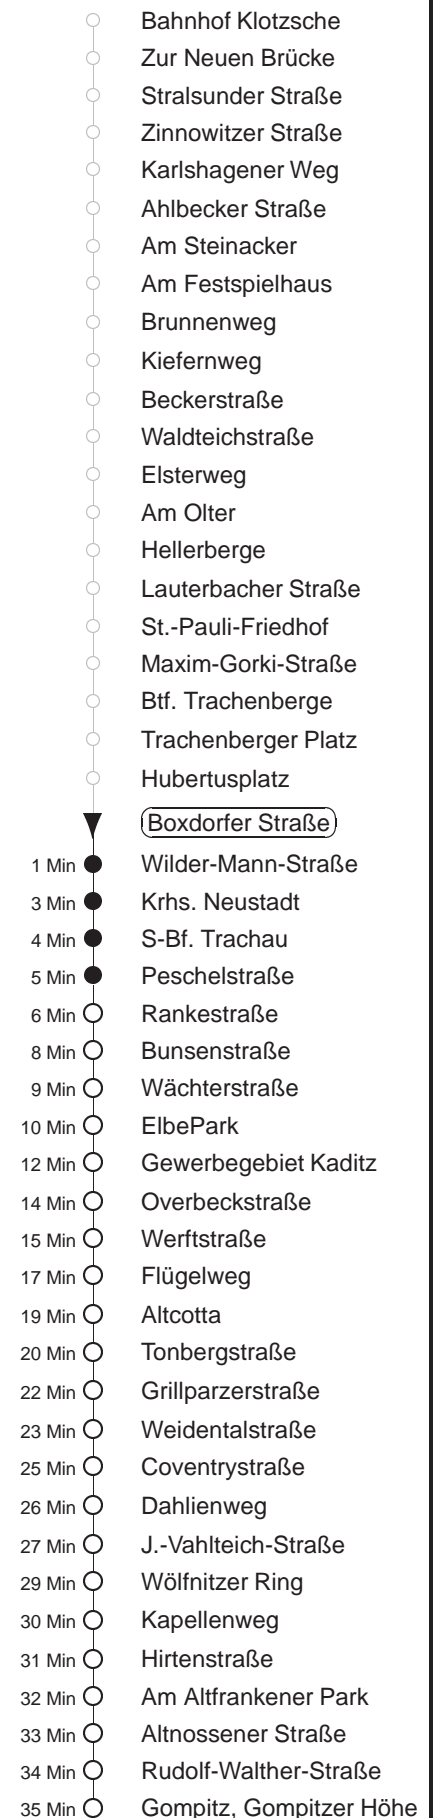 Bahnhof Klotzsche
Zur Neuen Brücke
Stralsunder Straße
Zinnowitzer Straße
Karlshagener Weg
Ahlbecker Straße
Am Steinacker
Am Festspielhaus
Brunnenweg
Kiefernweg
Beckerstraße
Waldteichstraße
Elsterweg
Am Olter
Hellerberge
Lauterbacher Straße
St.-Pauli-Friedhof
Maxim-Gorki-Straße
Btf. Trachenberge
Trachenberger Platz
Hubertusplatz
Boxdorfer Straße
1 Min Wilder-Mann-Straße
3 Min Krhs. Neustadt
4 Min S-Bf. Trachau
5 Min Peschelstraße
6 Min Rankestraße
8 Min Bunsenstraße
9 Min Wächterstraße
10 Min ElbePark
12 Min Gewerbegebiet Kaditz
14 Min Overbeckstraße
15 Min Werftstraße
17 Min Flügelweg
19 Min Altcotta
20 Min Tonbergstraße
22 Min Grillparzerstraße
23 Min Weidentalstraße
25 Min Coventrystraße
26 Min Dahlienweg
27 Min J.-Vahlteich-Straße
29 Min Wölfnitzer Ring
30 Min Kapellenweg
31 Min Hirtenstraße
32 Min Am Altfrankener Park
33 Min Altnossener Straße
34 Min Rudolf-Walther-Straße
35 Min Gompitz, Gompitzer Höhe